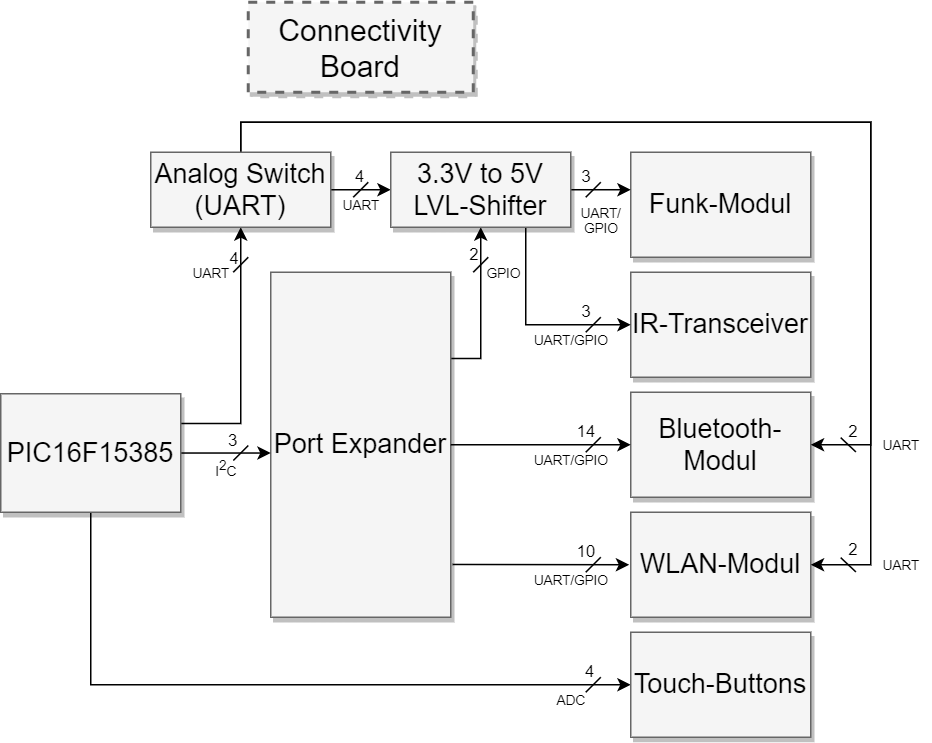 Connectivity
Board
Analog Switch
(UART)
4
UART
3.3V to 5V
LVL-Shifter
3
UART/
GPIO
Funk-Modul
4
UART
2
GPIO
3
UART/GPIO
IR-Transceiver
PIC16F15385
3
I²C
Port Expander
14
UART/GPIO
Bluetooth-
Modul
2
UART
10
UART/GPIO
WLAN-Modul
2
UART
4
ADC
Touch-Buttons